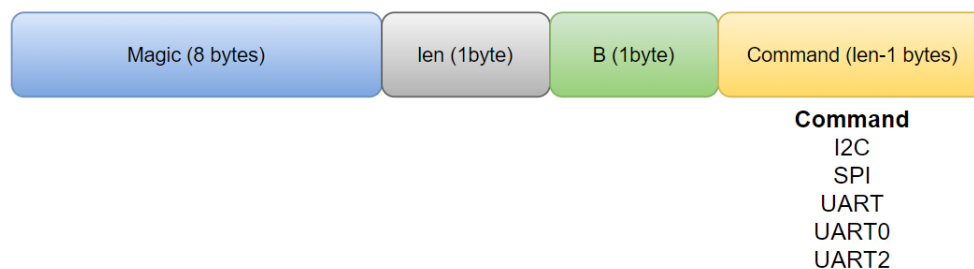 Magic (8 bytes)
len (1byte)
B (1byte)
Command (len-1 bytes)
Command
I2C
SPI
UART
UART0
UART2